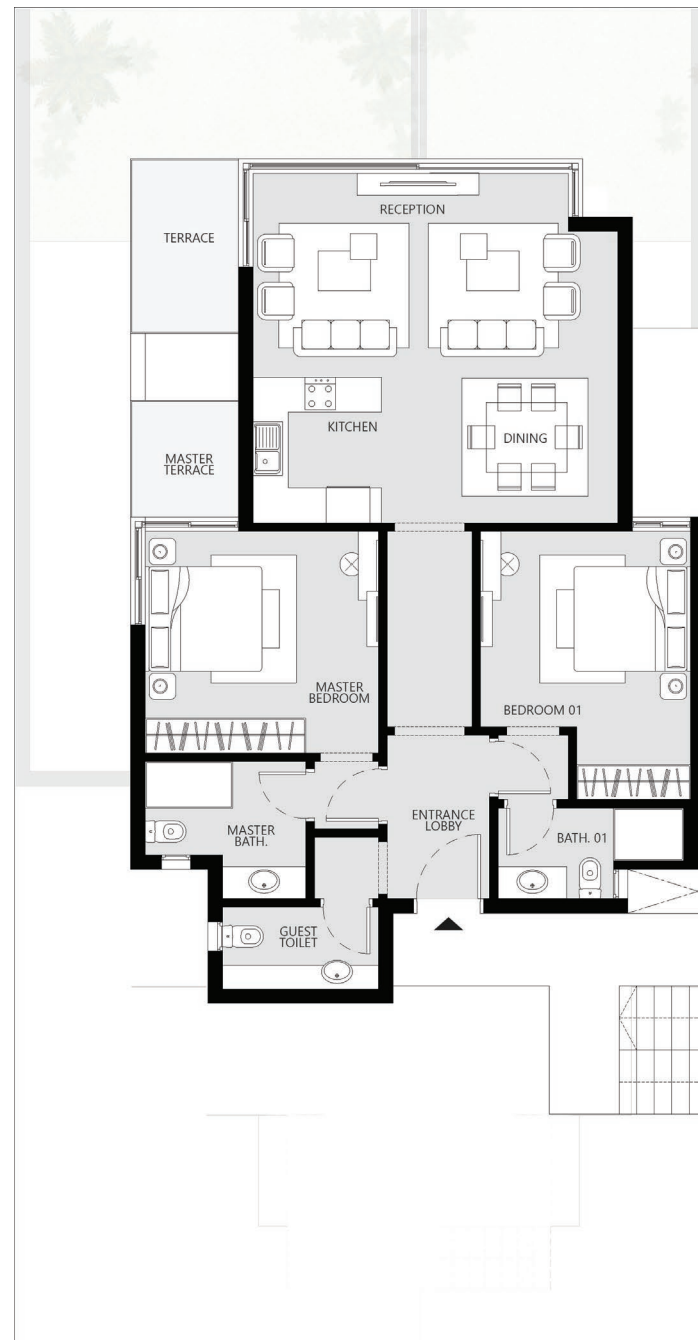 RECEPTION
TERRACE
KITCHEN
DINING
MASTER
TERRACE
MASTER
BEDROOM
BEDROOM 01
ENTRANCE
LOBBY
MASTER
BATH.
BATH. 01
GUEST
TOILET